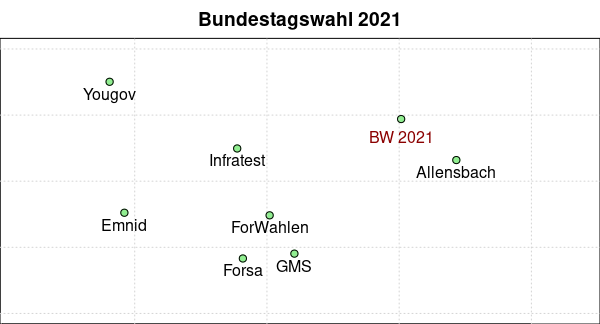 Bundestagswahl 2021
Yougov
BW 2021
Infratest
Allensbach
Emnid
ForWahlen
Forsa
GMS